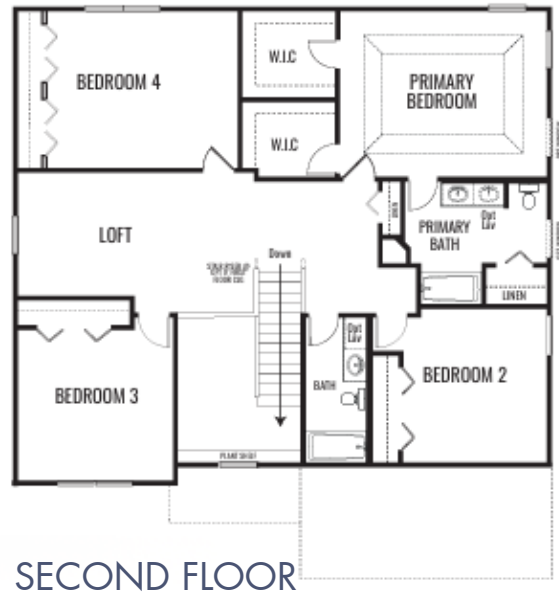 BEDROOM 4
W.I.C
PRIMARY
BEDROOM
W.I.C
LINEN
Opt
Lav
PRIMARY
BATH
LOFT
Down
LINEN
Opt
Lav
BEDROOM 3
BATH
BEDROOM 2
PLANT SHELF
SECOND FLOOR